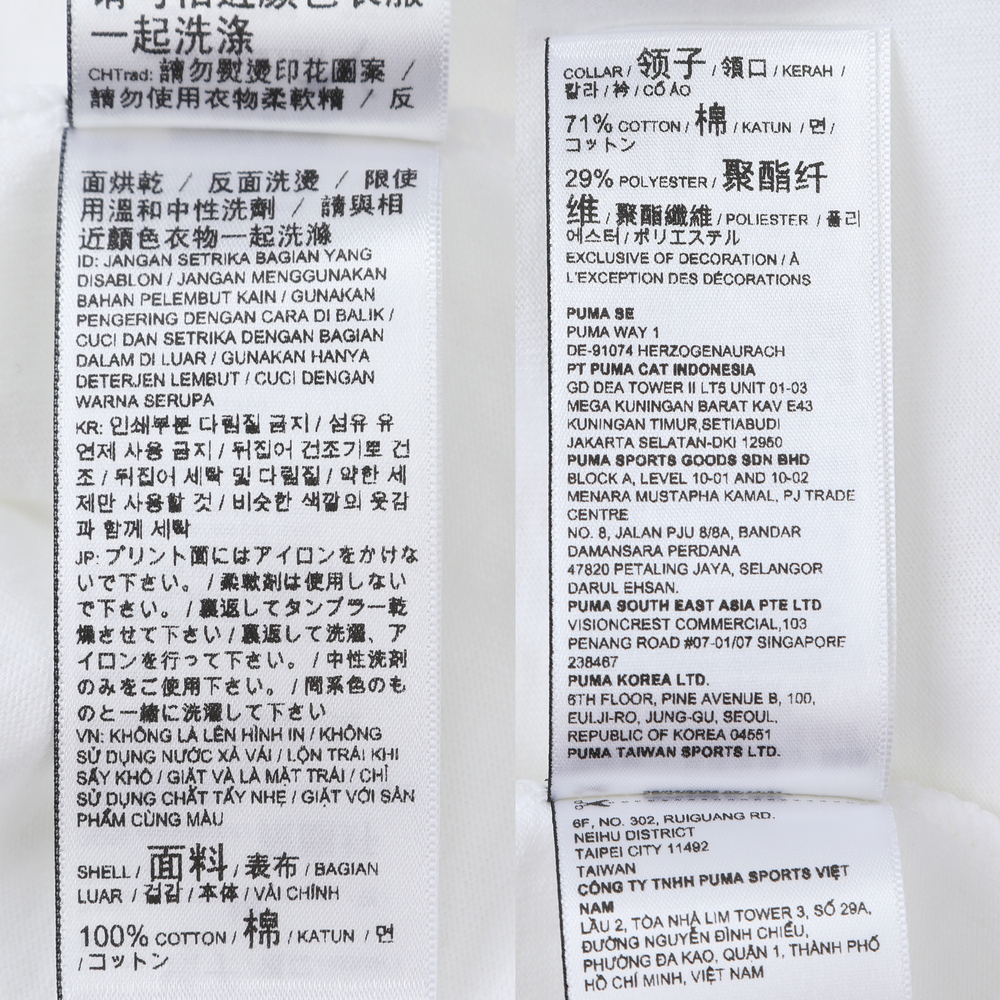 一起洗涤
CHTrad: 請勿熨燙印花圖案 /
請勿使用衣物柔軟精 / 反
面烘乾 / 反面洗燙 / 限使
用溫和中性洗劑 / 請與相
近顏色衣物一起洗滌
ID: JANGAN SETRIKA BAGIAN YANG
DISABLON / JANGAN MENGGUNAKAN
BAHAN PELEMBUT KAIN / GUNAKAN
PENGERING DENGAN CARA DI BALIK /
CUCI DAN SETRIKA DENGAN BAGIAN
DALAM DI LUAR / GUNAKAN HANYA
DETERJEN LEMBUT / CUCI DENGAN
WARNA SERUPA
KR: 인쇄부분 다림질 금지 / 섬유 유
연제 사용 금지 / 뒤집어 건조기로 건
조 / 뒤집어 세탁 및 다림질 / 약한 세
제만 사용할 것 / 비슷한 색깔의 옷감
과 함께 세탁
JP: プリント面にはアイロンをかけな
いで下さい。 / 柔軟剤は使用しない
で下さい。 / 裏返してタンブラー乾
燥させて下さい / 裏返して洗濯、ア
イロンを行って下さい。 / 中性洗剤
のみをご使用下さい。 / 同系色のも
のと一緒に洗濯して下さい
VN: KHÔNG LÀ LÊN HÌNH IN / KHÔNG
SỬ DỤNG NƯỚC XẢ VẢI / LỘN TRÁI KHI
SẤY KHÔ / GIẶT VÀ LÀ MẶT TRÁI / CHỈ
SỬ DỤNG CHẤT TẨY NHẸ / GIẶT VỚI SẢN
PHẨM CÙNG MÀU
SHELL / 面料 / 表布 / BAGIAN
LUAR / 겉감 / 本体 / VẢI CHÍNH
100% COTTON / 棉 / KATUN / 면
/ コットン
COLLAR / 领子 / 領口 / KERAH /
칼라 / 衿 / CỔ ÁO
71% COTTON / 棉 / KATUN / 면 /
コットン
29% POLYESTER / 聚酯纤
维 / 聚酯纖維 / POLIESTER / 폴리
에스터 / ポリエステル
EXCLUSIVE OF DECORATION / À
L'EXCEPTION DES DÉCORATIONS
PUMA SE
PUMA WAY 1
DE-91074 HERZOGENAURACH
PT PUMA CAT INDONESIA
GD DEA TOWER II LT5 UNIT 01-03
MEGA KUNINGAN BARAT KAV E43
KUNINGAN TIMUR,SETIABUDI
JAKARTA SELATAN-DKI 12950
PUMA SPORTS GOODS SDN BHD
BLOCK A, LEVEL 10-01 AND 10-02
MENARA MUSTAPHA KAMAL, PJ TRADE
CENTRE
NO. 8, JALAN PJU 8/8A, BANDAR
DAMANSARA PERDANA
47820 PETALING JAYA, SELANGOR
DARUL EHSAN.
PUMA SOUTH EAST ASIA PTE LTD
VISIONCREST COMMERCIAL,103
PENANG ROAD #07-01/07 SINGAPORE
238467
PUMA KOREA LTD.
6TH FLOOR, PINE AVENUE B, 100,
EULJI-RO, JUNG-GU, SEOUL,
REPUBLIC OF KOREA 04551
PUMA TAIWAN SPORTS LTD.
6F, NO. 302, RUIGUANG RD.
NEIHU DISTRICT
TAIPEI CITY 11492
TAIWAN
CÔNG TY TNHH PUMA SPORTS VIỆT
NAM
LẦU 2, TÒA NHÀ LIM TOWER 3, SỐ 29A,
ĐƯỜNG NGUYỄN ĐÌNH CHIỂU,
PHƯỜNG ĐA KAO, QUẬN 1, THÀNH PHỐ
HỒ CHÍ MINH, VIỆT NAM